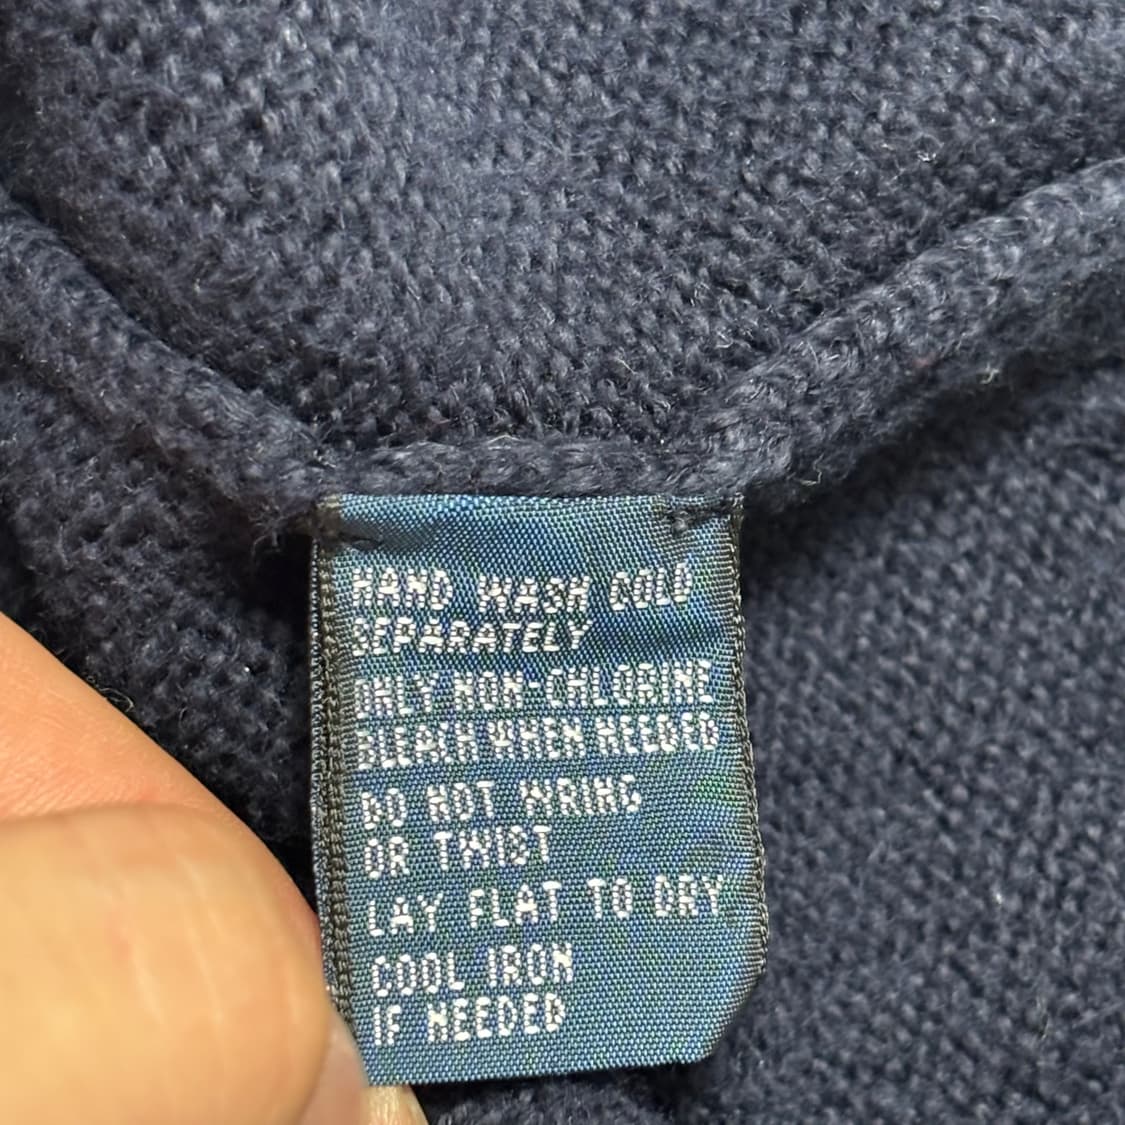 HAND WASH COLD
SEPARATELY
ONLY NON-CHLORINE
BLEACH WHEN NEEDED
DO NOT WRING
OR TWIST
LAY FLAT TO DRY
COOL IRON
IF NEEDED